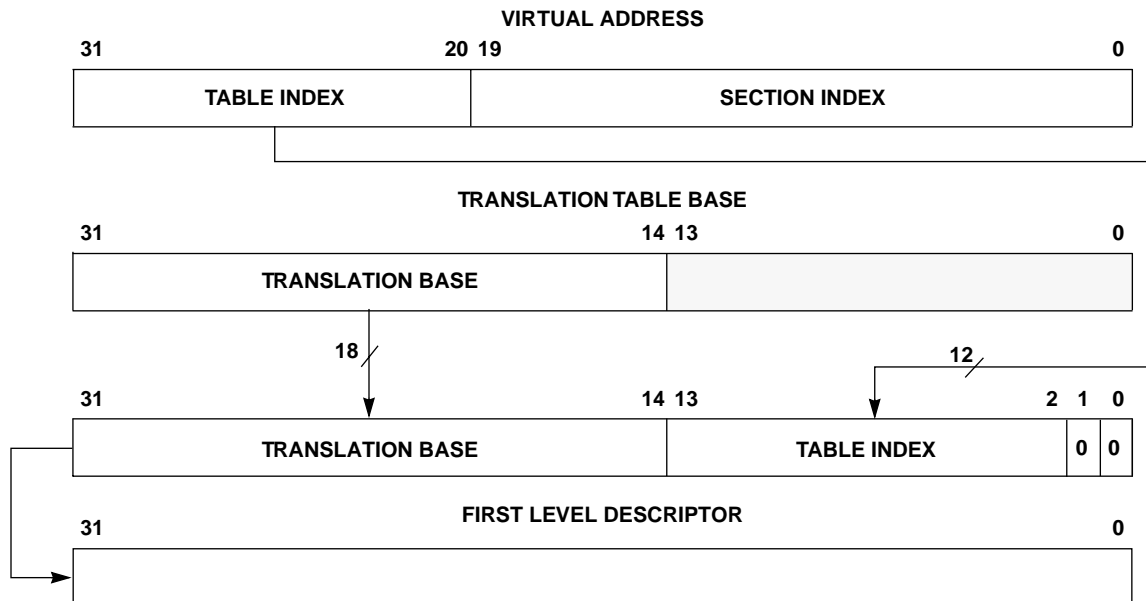 VIRTUAL ADDRESS
31 20 19 0
TABLE INDEX SECTION INDEX
TRANSLATION TABLE BASE
31 14 13 0
TRANSLATION BASE
18 12
31 14 13 2 1 0
TRANSLATION BASE TABLE INDEX 0 0
FIRST LEVEL DESCRIPTOR
31 0